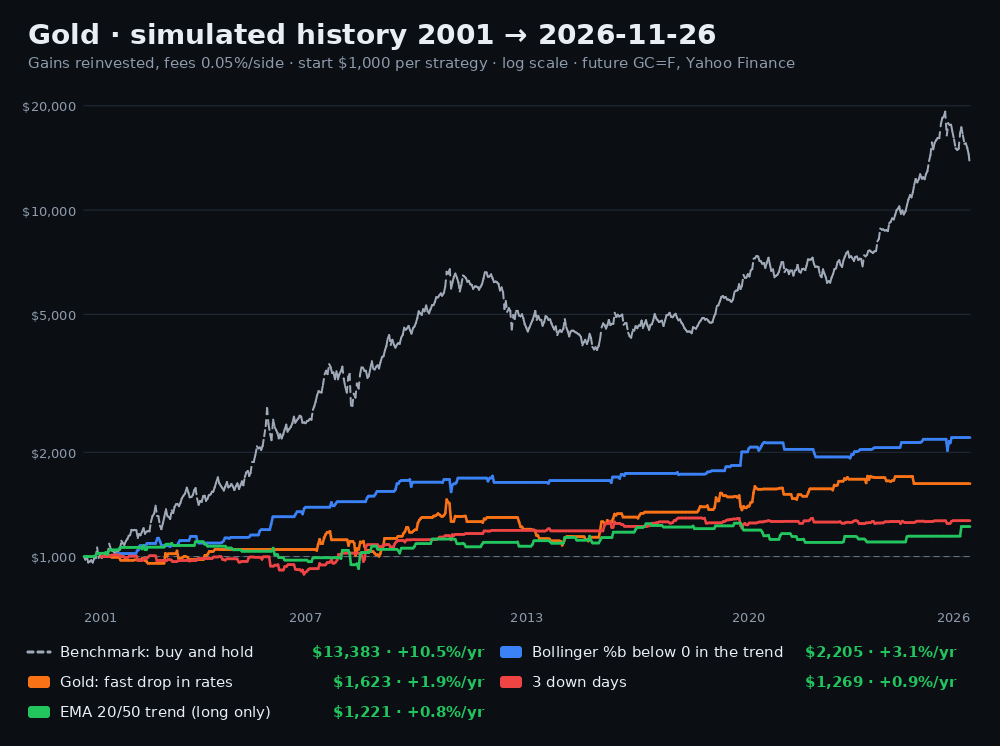 Gold · simulated history 2001 → 2026-11-26
Gains reinvested, fees 0.05%/side · start $1,000 per strategy · log scale · future GC=F, Yahoo Finance
$20,000
$10,000
$5,000
$2,000
$1,000
2001 2007 2013 2020 2026
Benchmark: buy and hold $13,383 · +10.5%/yr Bollinger %b below 0 in the trend $2,205 · +3.1%/yr
Gold: fast drop in rates $1,623 · +1.9%/yr 3 down days $1,269 · +0.9%/yr
EMA 20/50 trend (long only) $1,221 · +0.8%/yr